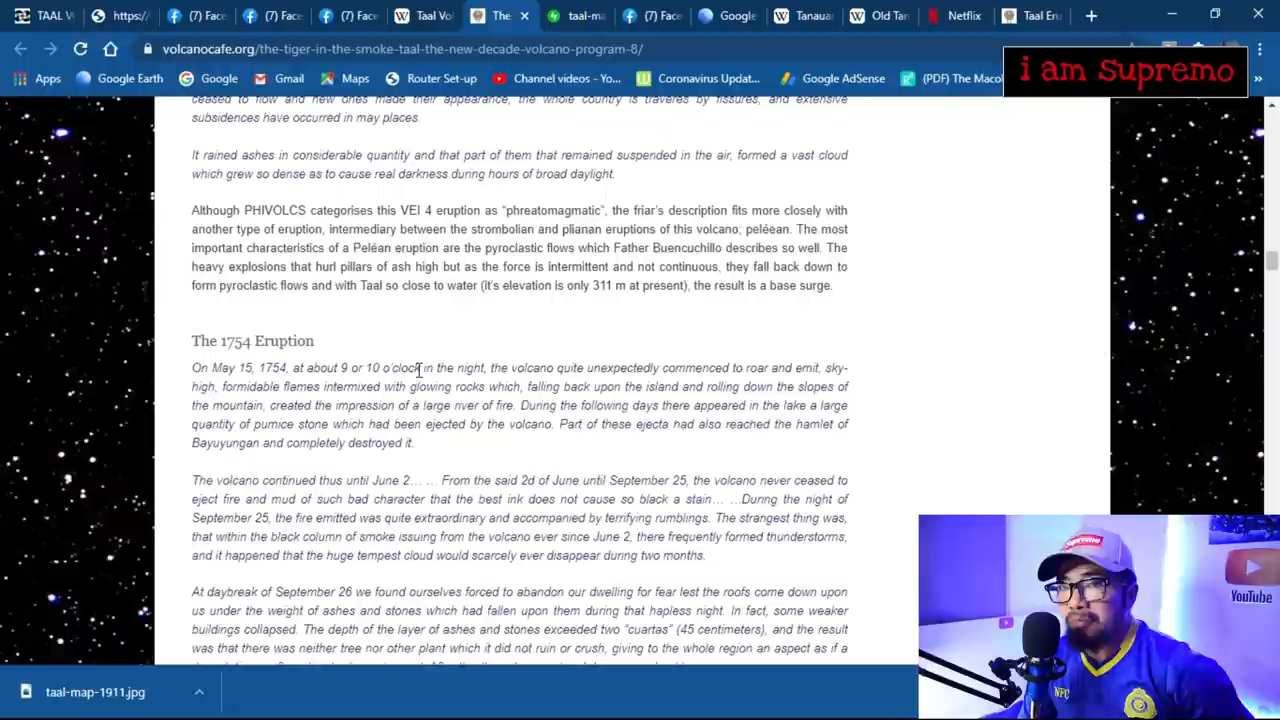 TAAL V
https:/
(7) Face
(7) Face
(7) Face
Taal Vol
The
taal-ma
(7) Face
Google
Tanauan
Old Tan
Netflix
Taal Eru
volcanocafe.org/the-tiger-in-the-smoke-taal-the-new-decade-volcano-program-8/
Apps
Google Earth
Google
Gmail
Maps
Router Set-up
Channel videos - Yo...
Coronavirus Updat...
Google AdSense
(PDF) The Macol
»
i am supremo
ceased to flow and new ones made their appearance, the whole country is traveres by fissures, and extensive
subsidences have occurred in may places.
It rained ashes in considerable quantity and that part of them that remained suspended in the air, formed a vast cloud
which grew so dense as to cause real darkness during hours of broad daylight.
Although PHIVOLCS categorises this VEI 4 eruption as “phreatomagmatic”, the friar’s description fits more closely with
another type of eruption, intermediary between the strombolian and plianan eruptions of this volcano; peléean. The most
important characteristics of a Peléan eruption are the pyroclastic flows which Father Buencuchillo describes so well. The
heavy explosions that hurl pillars of ash high but as the force is intermittent and not continuous, they fall back down to
form pyroclastic flows and with Taal so close to water (it’s elevation is only 311 m at present), the result is a base surge.
The 1754 Eruption
On May 15, 1754, at about 9 or 10 o’clock in the night, the volcano quite unexpectedly commenced to roar and emit, sky-
high, formidable flames intermixed with glowing rocks which, falling back upon the island and rolling down the slopes of
the mountain, created the impression of a large river of fire. During the following days there appeared in the lake a large
quantity of pumice stone which had been ejected by the volcano. Part of these ejecta had also reached the hamlet of
Bayuyungan and completely destroyed it.
The volcano continued thus until June 2… … From the said 2d of June until September 25, the volcano never ceased to
eject fire and mud of such bad character that the best ink does not cause so black a stain… …During the night of
September 25, the fire emitted was quite extraordinary and accompanied by terrifying rumblings. The strangest thing was,
that within the black column of smoke issuing from the volcano ever since June 2, there frequently formed thunderstorms,
and it happened that the huge tempest cloud would scarcely ever disappear during two months.
At daybreak of September 26 we found ourselves forced to abandon our dwelling for fear lest the roofs come down upon
us under the weight of ashes and stones which had fallen upon them during that hapless night. In fact, some weaker
buildings collapsed. The depth of the layer of ashes and stones exceeded two “cuartas” (45 centimeters), and the result
was that there was neither tree nor other plant which it did not ruin or crush, giving to the whole region an aspect as if a
Supreme
YouTube
NFC
taal-map-1911.jpg